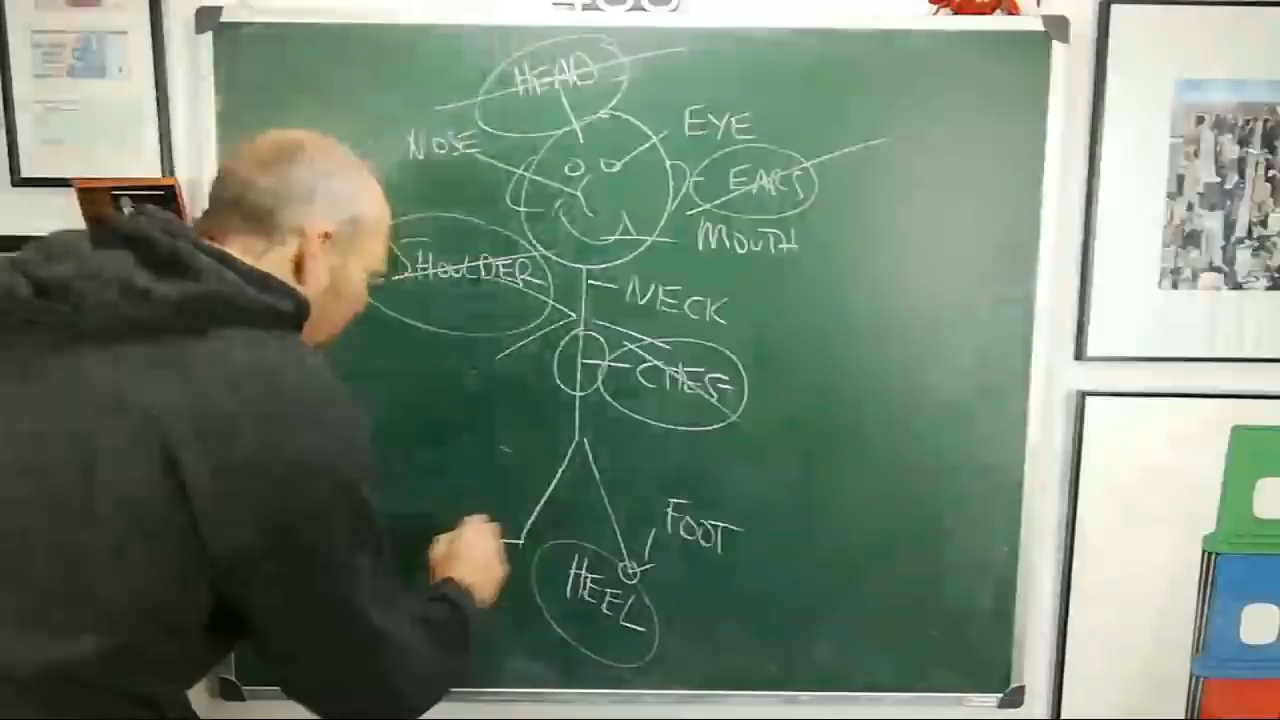 HEAD
EYE
NOSE
EARS
MOUTH
SHOULDER
NECK
CHEST
FOOT
HEEL